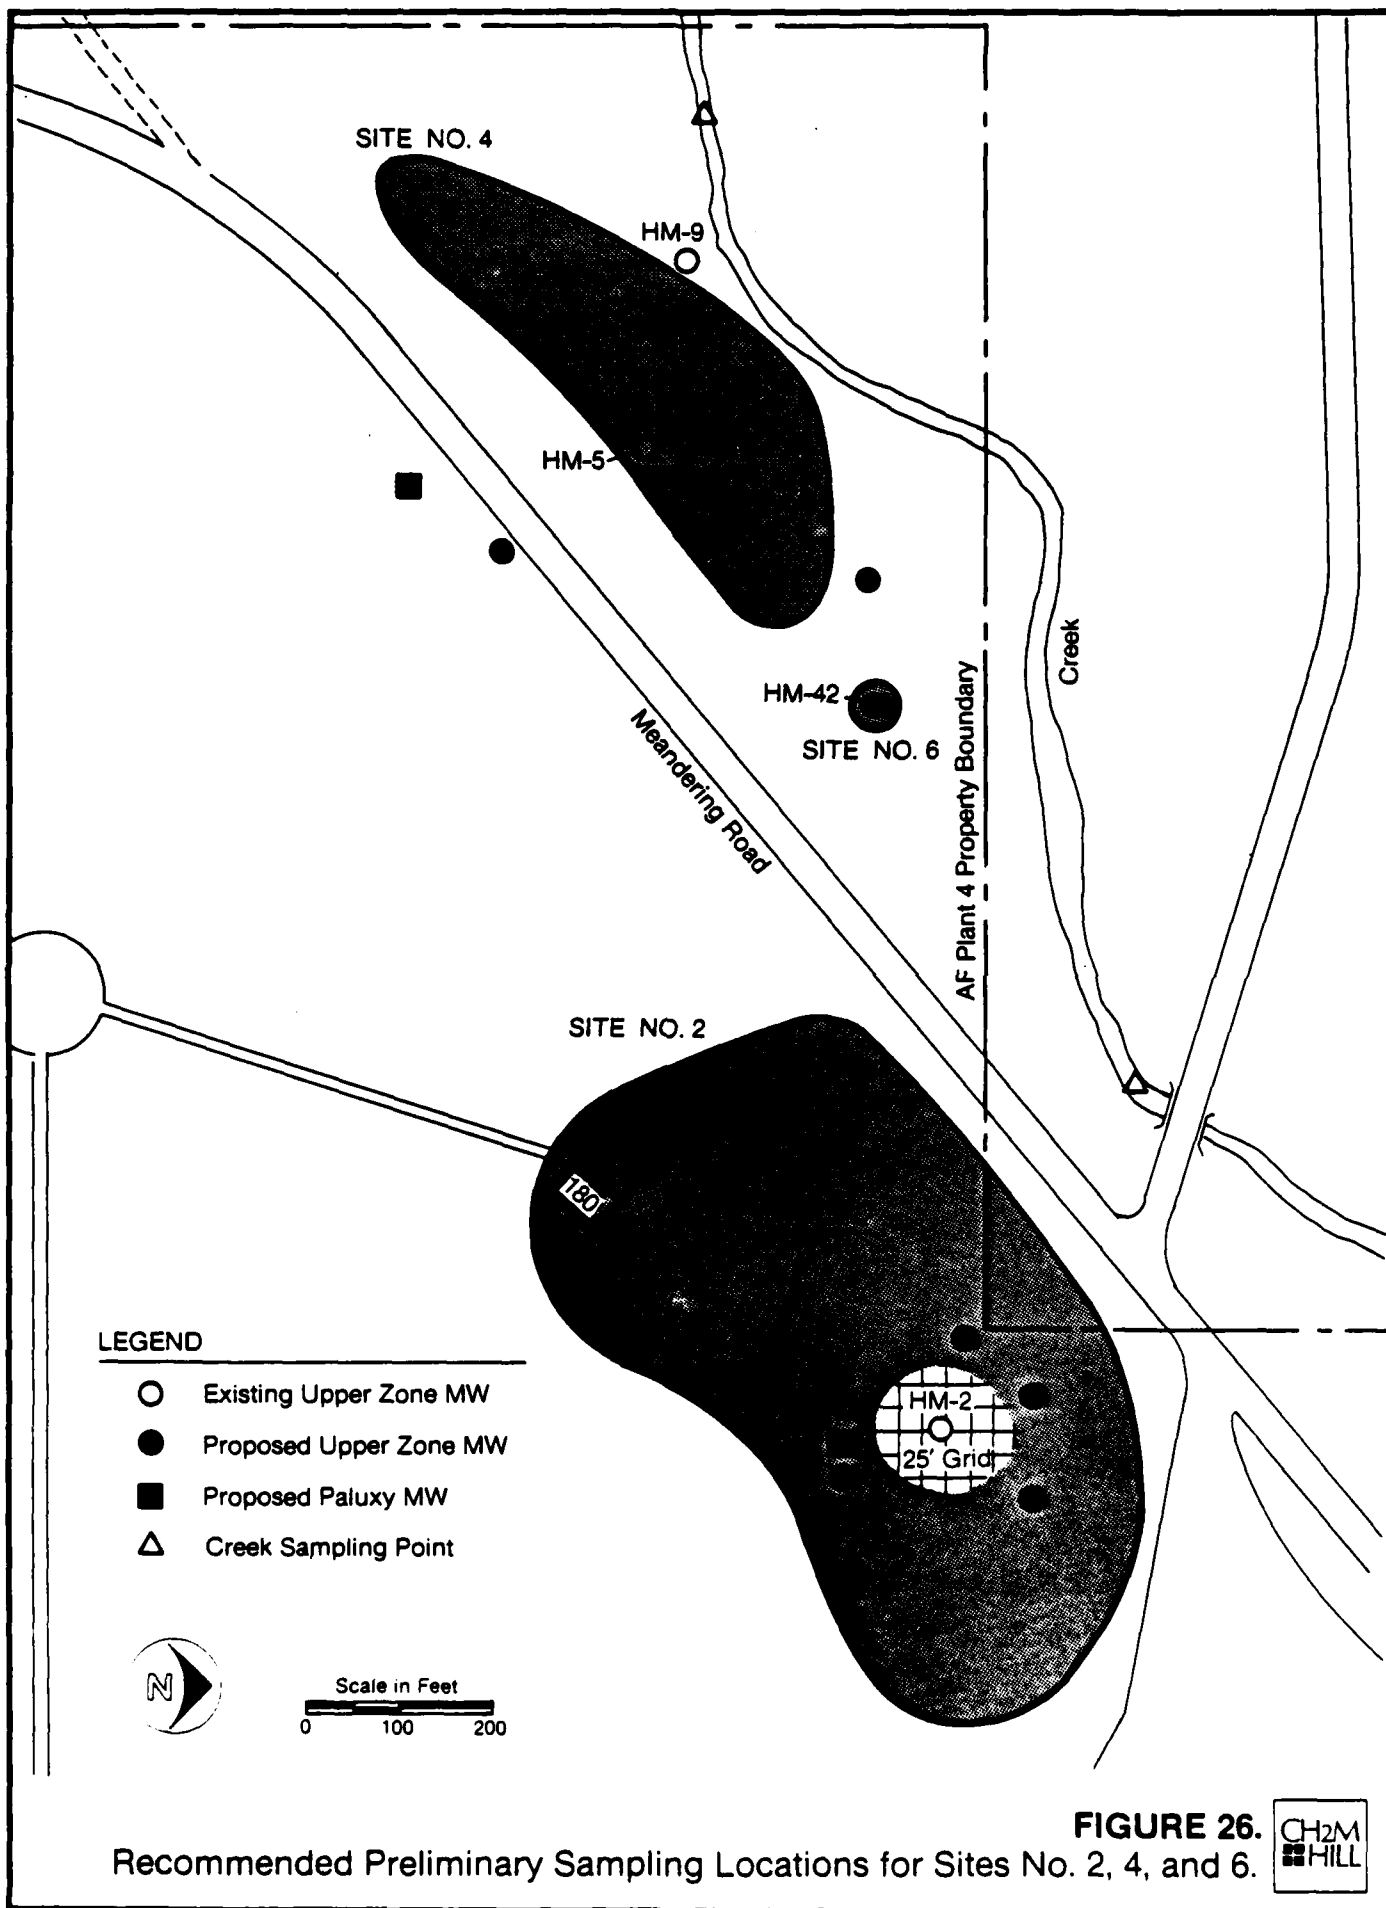 SITE NO. 4
HM-9
HM-5
Creek
HM-42
SITE NO. 6
Meandering Road
AF Plant 4 Property Boundary
SITE NO. 2
180'
LEGEND
Existing Upper Zone MW
Proposed Upper Zone MW
Proposed Paluxy MW
Creek Sampling Point
HM-2
25' Grid
N
Scale in Feet
0 100 200
FIGURE 26.
Recommended Preliminary Sampling Locations for Sites No. 2, 4, and 6.
CH2M
HILL